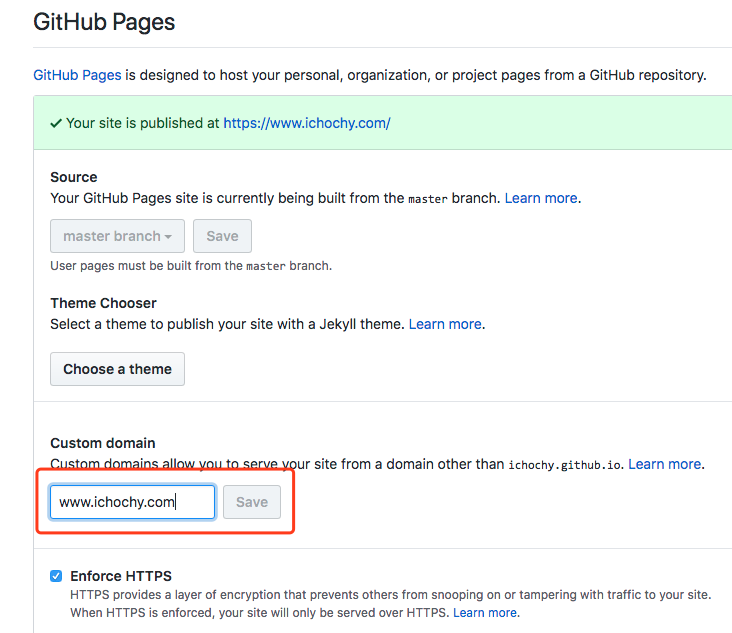 GitHub Pages
GitHub Pages is designed to host your personal, organization, or project pages from a GitHub repository.
✓ Your site is published at https://www.ichochy.com/
Source
Your GitHub Pages site is currently being built from the master branch. Learn more.
master branch Save
User pages must be built from the master branch.
Theme Chooser
Select a theme to publish your site with a Jekyll theme. Learn more.
Choose a theme
Custom domain
Custom domains allow you to serve your site from a domain other than ichochy.github.io. Learn more.
www.ichochy.com Save
Enforce HTTPS
HTTPS provides a layer of encryption that prevents others from snooping on or tampering with traffic to your site.
When HTTPS is enforced, your site will only be served over HTTPS. Learn more.